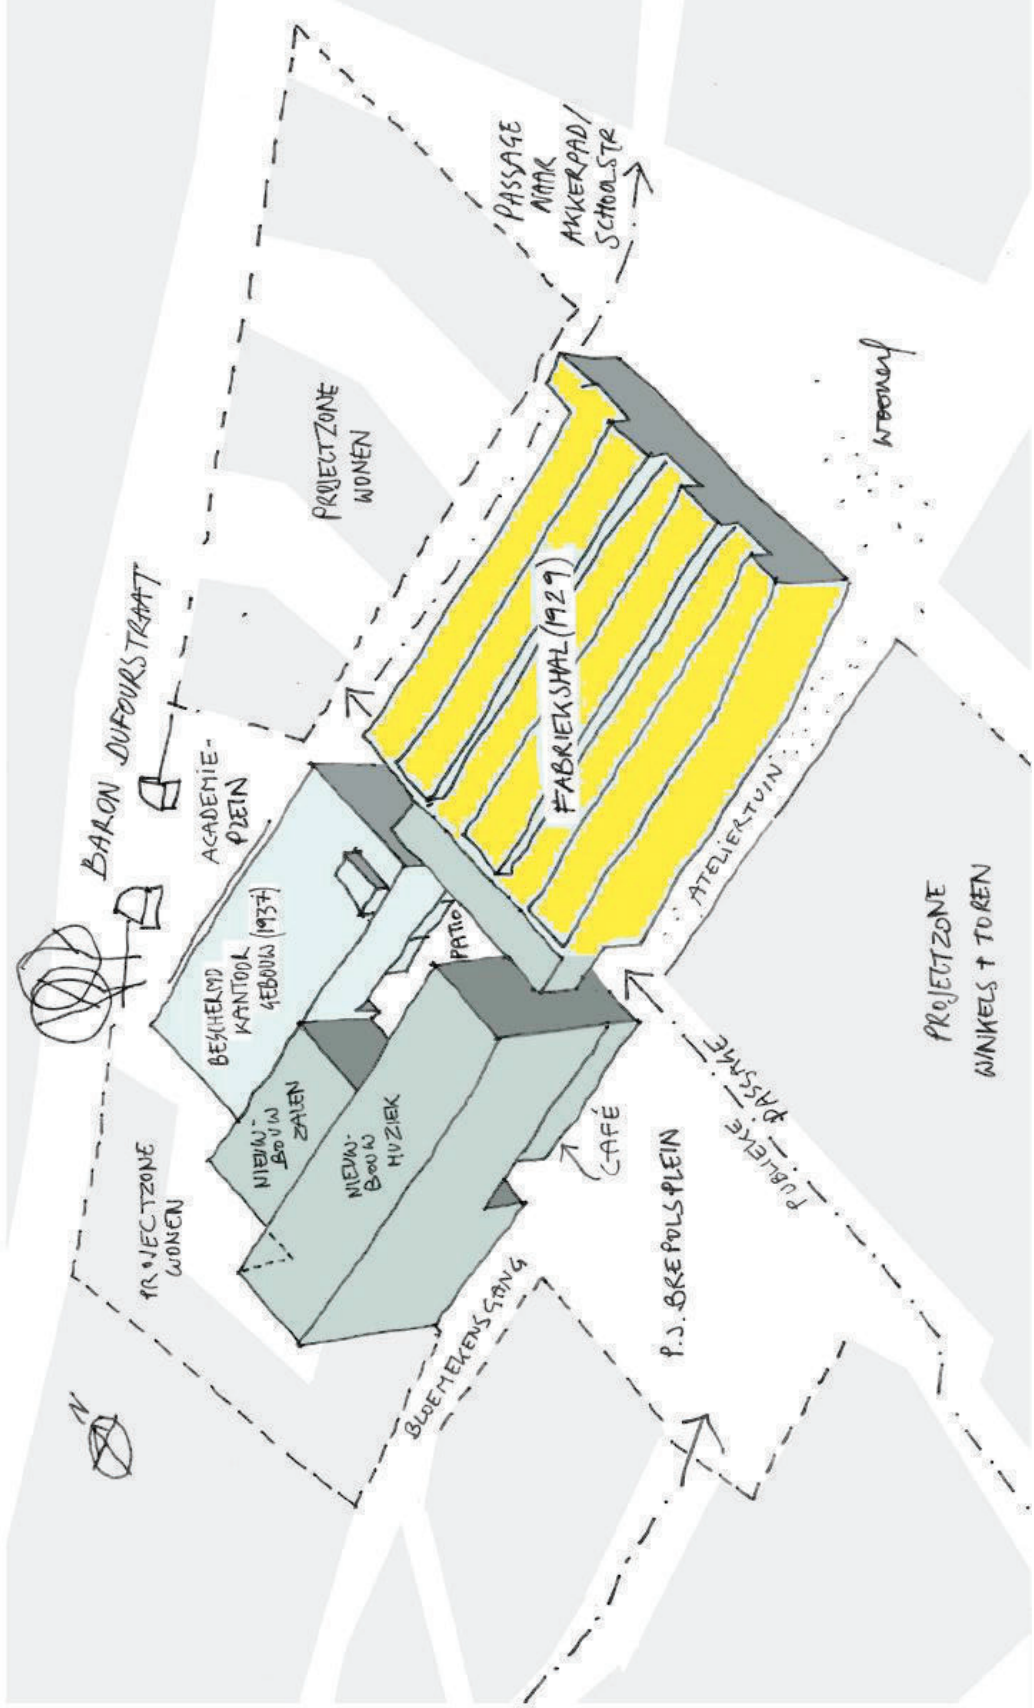 N
BARON DUFOURSTRAAT
PROJECTZONE
WONEN
BESCHERMD
KANTOOR
GEBOUW (1937)
ACADEMIE-
PLEIN
PROJECTZONE
WONEN
PASSAGE
NAAR
AKKERPAD/
SCHOOLSTR
NIEUW-
BOUW
ZALEN
NIEUW-
BOUW
MUZIEK
PATIO
FABRIEKSHAL (1929)
BLOEMEKENSGANG
CAFÉ
ATELIERTUIN
woonerf
P.J. BREPOLSPLEIN
PUBLIEKE PASSAGE
PROJECTZONE
WINKELS + TOREN